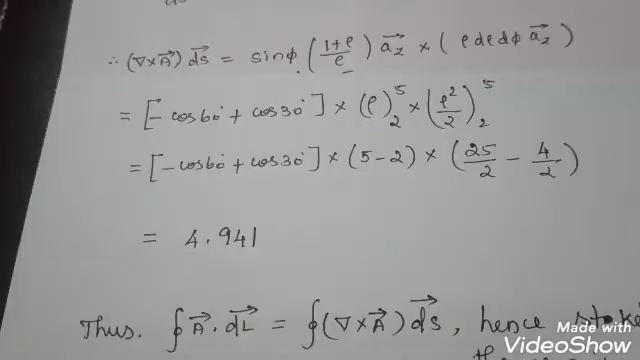 ∴ (∇×A⃗) ds⃗ = sinϕ (1+ρ/ρ) a⃗z × (ρ dρ dϕ a⃗z)
= [- cos60° + cos30°] × (ρ)₂⁵ × (ρ²/2)₂⁵
= [-cos60° + cos30°] × (5-2) × (25/2 - 4/2)
= 4.941
Thus. ∮A⃗. dL⃗ = ∮(∇×A⃗) ds⃗, hence
Made with
VideoShow